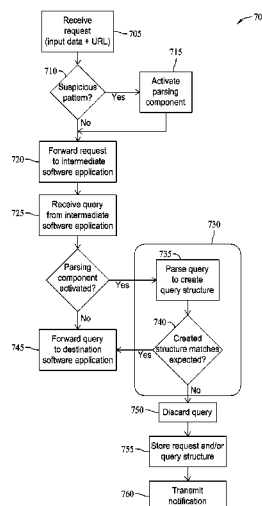 70
Receive
request
(input data + URL)
705
710
Suspicious
pattern?
Yes
715
Activate
parsing
component
No
720
Forward request
to intermediate
software application
725
Receive query
from intermediate
software application
730
Parsing
component
activated?
Yes
735
Parse query
to create
query structure
No
740
Created
structure matches
expected?
Yes
745
Forward query
to destination
software application
No
750
Discard query
755
Store request and/or
query structure
760
Transmit
notification